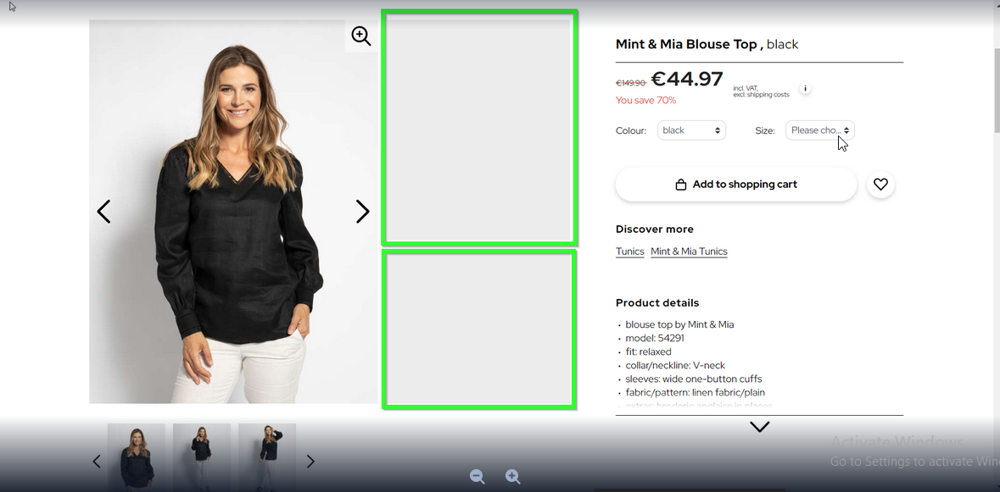 Mint & Mia Blouse Top , black
€149.90 €44.97 incl. VAT,
excl. shipping costs i
You save 70%
Colour: black Size: Please cho...
Add to shopping cart
Discover more
Tunics Mint & Mia Tunics
Product details
• blouse top by Mint & Mia
• model: 54291
• fit: relaxed
• collar/neckline: V-neck
• sleeves: wide one-button cuffs
• fabric/pattern: linen fabric/plain
• extras: broderie anglaise in places
Activate Windows
Go to Settings to activate Win